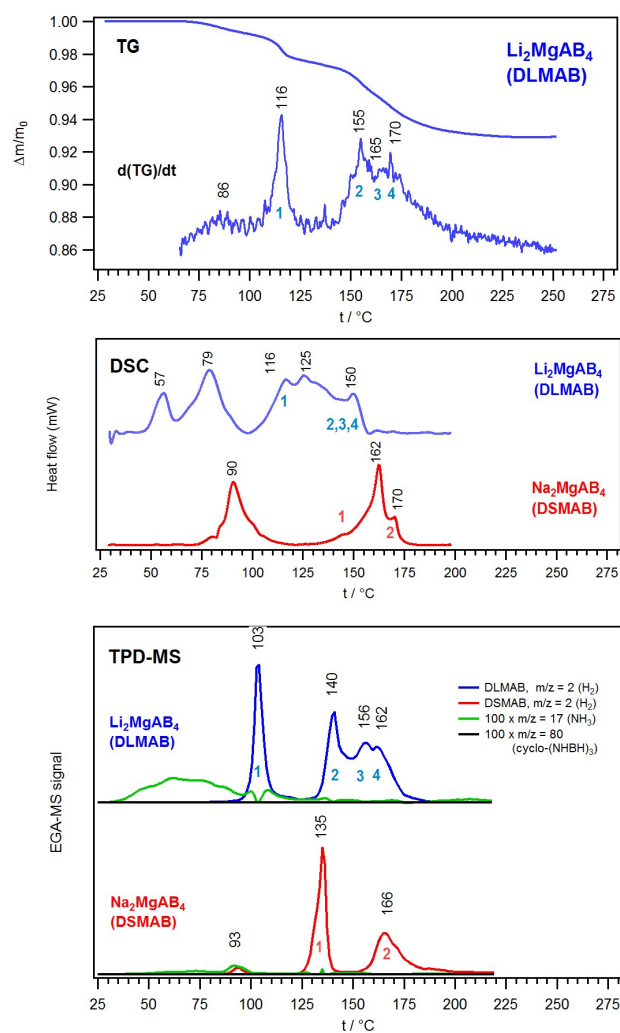 1.00
TG
Li₂MgAB₄
(DLMAB)
0.98
0.96
116
0.94
155
170
165
Δm/m₀
0.92
d(TG)/dt
0.90
86
2
3
4
1
0.88
0.86
25 50 75 100 125 150 175 200 225 250 275
t / °C
DSC
57
79
116
125
150
Li₂MgAB₄
(DLMAB)
1
2,3,4
Heat flow (mW)
90
162
170
Na₂MgAB₄
(DSMAB)
1
2
25 50 75 100 125 150 175 200 225 250 275
t / °C
TPD-MS
103
140
156
162
DLMAB, m/z = 2 (H₂)
DSMAB, m/z = 2 (H₂)
100 x m/z = 17 (NH₃)
100 x m/z = 80
(cyclo-(NHBH)₃)
Li₂MgAB₄
(DLMAB)
1
2
3
4
EGA-MS signal
135
Na₂MgAB₄
(DSMAB)
93
166
1
2
25 50 75 100 125 150 175 200 225 250 275
t / °C